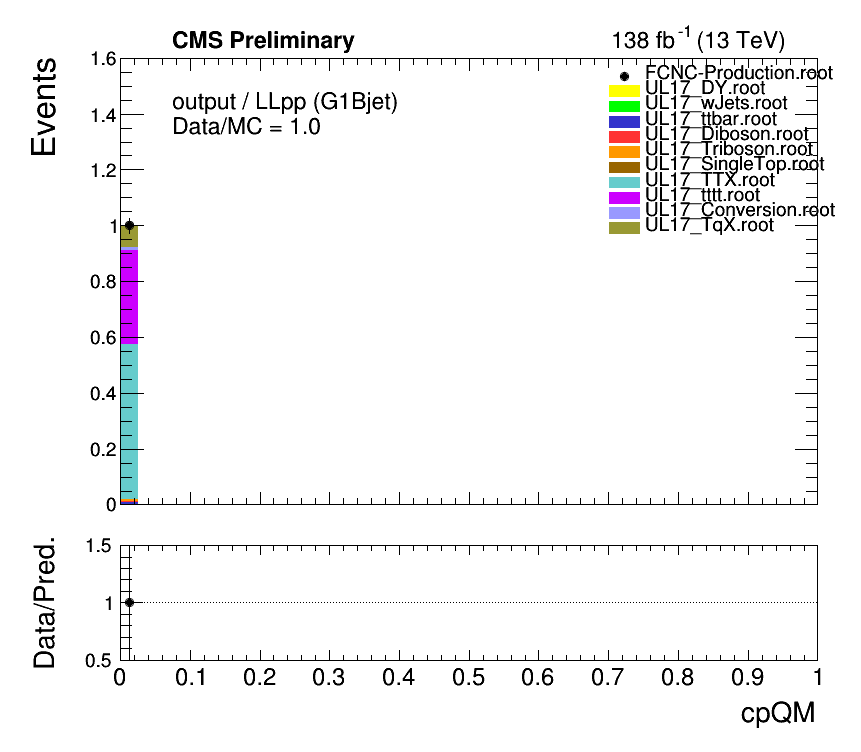 CMS Preliminary
138 fb-1 (13 TeV)
Events
1.6
1.4
1.2
1
0.8
0.6
0.4
0.2
0
output / LLpp (G1Bjet)
Data/MC = 1.0
FCNC-Production.root
UL17_DY.root
UL17_wJets.root
UL17_ttbar.root
UL17_Diboson.root
UL17_Triboson.root
UL17_SingleTop.root
UL17_TTX.root
UL17_tttt.root
UL17_Conversion.root
UL17_TqX.root
Data/Pred.
1.5
1
0.5
0 0.1 0.2 0.3 0.4 0.5 0.6 0.7 0.8 0.9 1
cpQM